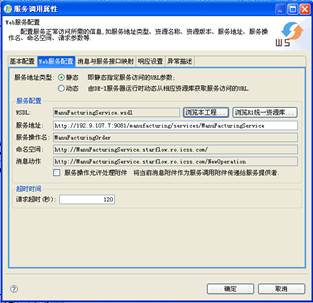 服务调用属性
Web服务配置
配置服务正常访问所需的信息,如服务地址类型、资源名称、资源版本、服务地址、服务操作名、命名空间、请求参数等.
WS
基本配置 Web服务配置 消息与服务接口映射 响应设置 异常描述
服务地址类型: 静态 即静态指定服务访问的URL参数;
动态 由SR-1服务器运行时动态从相应资源库获取服务访问的URL
服务配置
WSDL: ManuFacturingService.wsdl 浏览本工程... 浏览RI统一资源库...
服务地址: http://192.9.107.7:9081/manufacturing/services/ManuFacturingService
服务操作名: ManuFacturingOrder
命名空间: http://ManuFacturingService.starflow.ro.icss.com/
消息动作 http://ManuFacturingService.starflow.ro.icss.com/NewOperation
服务操作允许处理附件 将当前消息附件作为服务调用附件传递给服务提供者.
超时时间
请求超时(秒): 120
确定 取消